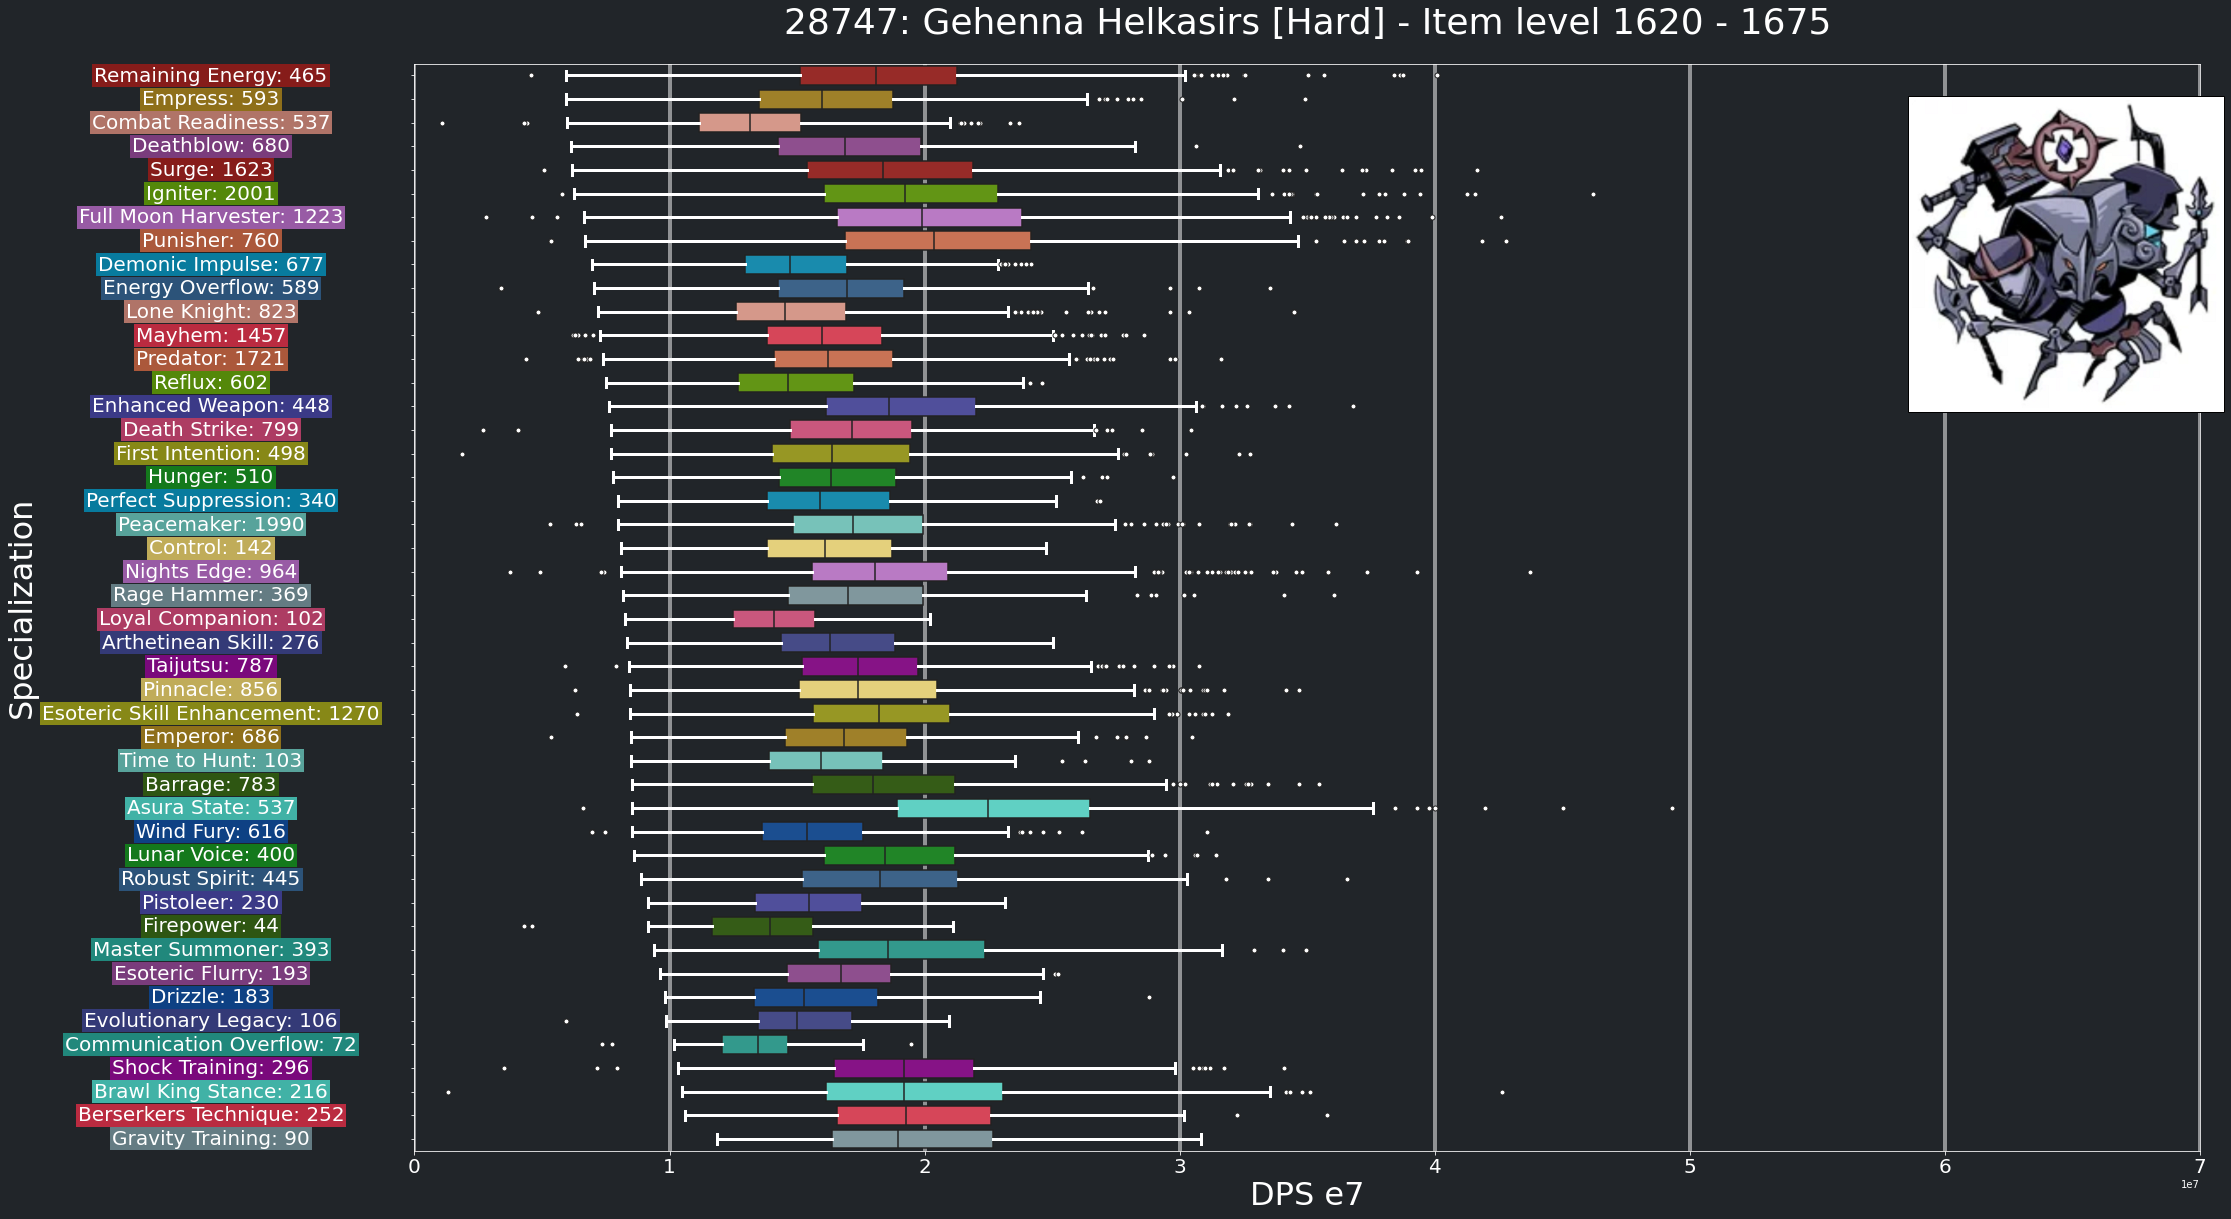 28747: Gehenna Helkasirs [Hard] - Item level 1620 - 1675
Specialization
Remaining Energy: 465
Empress: 593
Combat Readiness: 537
Deathblow: 680
Surge: 1623
Igniter: 2001
Full Moon Harvester: 1223
Punisher: 760
Demonic Impulse: 677
Energy Overflow: 589
Lone Knight: 823
Mayhem: 1457
Predator: 1721
Reflux: 602
Enhanced Weapon: 448
Death Strike: 799
First Intention: 498
Hunger: 510
Perfect Suppression: 340
Peacemaker: 1990
Control: 142
Nights Edge: 964
Rage Hammer: 369
Loyal Companion: 102
Arthetinean Skill: 276
Taijutsu: 787
Pinnacle: 856
Esoteric Skill Enhancement: 1270
Emperor: 686
Time to Hunt: 103
Barrage: 783
Asura State: 537
Wind Fury: 616
Lunar Voice: 400
Robust Spirit: 445
Pistoleer: 230
Firepower: 44
Master Summoner: 393
Esoteric Flurry: 193
Drizzle: 183
Evolutionary Legacy: 106
Communication Overflow: 72
Shock Training: 296
Brawl King Stance: 216
Berserkers Technique: 252
Gravity Training: 90
0 1 2 3 4 5 6 7
1e7
DPS e7